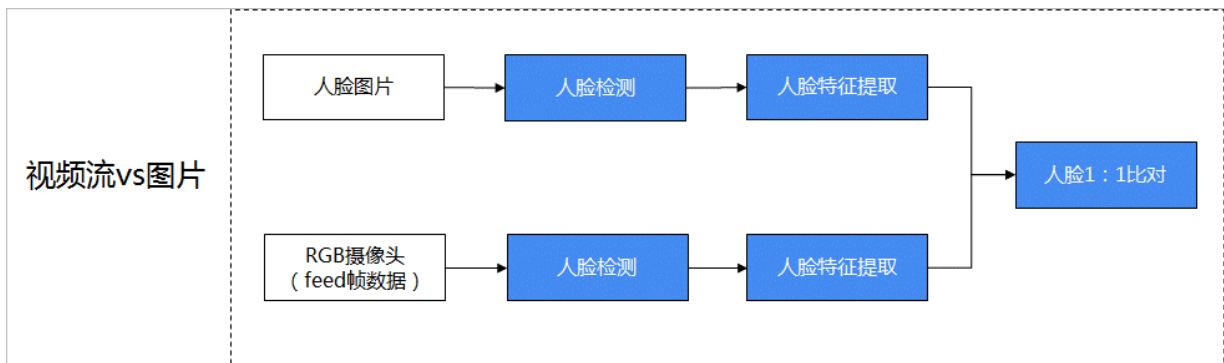 视频流vs图片
人脸图片
人脸检测
人脸特征提取
人脸1：1比对
RGB摄像头
（feed帧数据）
人脸检测
人脸特征提取